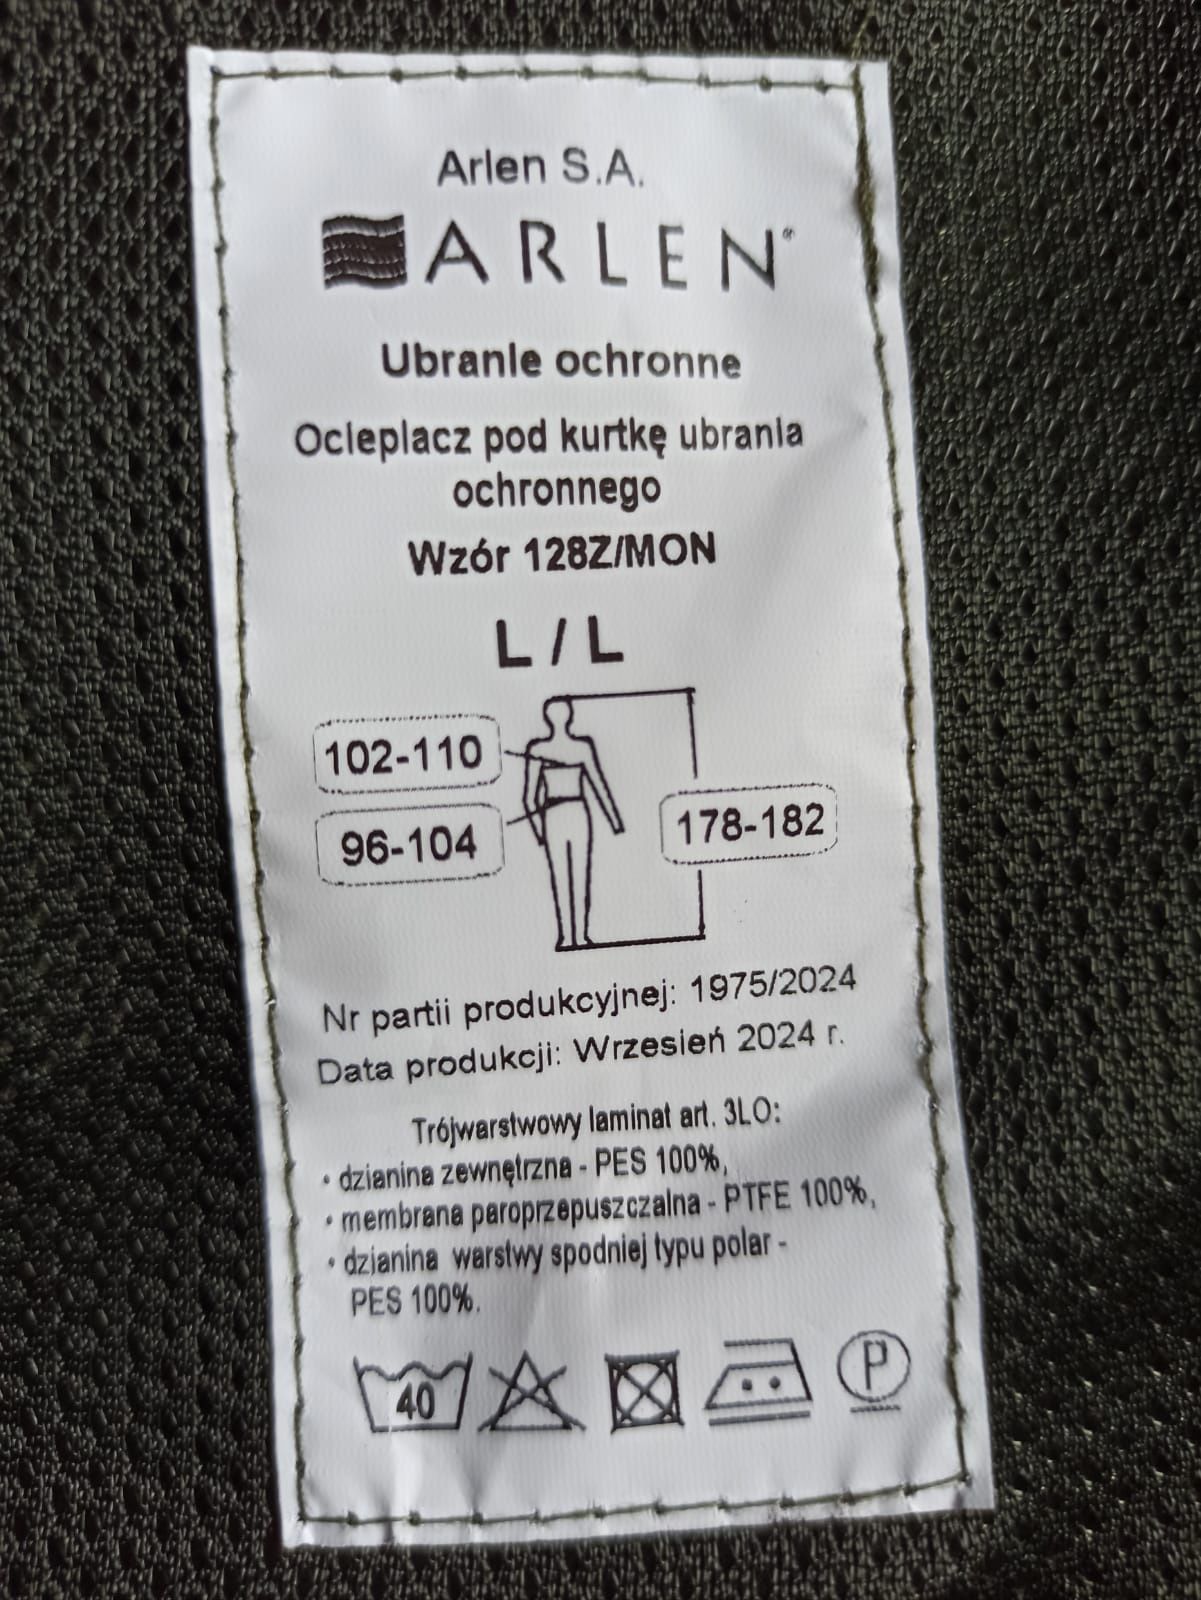 Arlen S.A.
ARLEN®
Ubranie ochronne
Ocieplacz pod kurtkę ubrania
ochronnego
Wzór 128Z/MON
L / L
102-110
96-104
178-182
Nr partii produkcyjnej: 1975/2024
Data produkcji: Wrzesień 2024 r.
Trójwarstwowy laminat art. 3LO:
• dzianina zewnętrzna - PES 100%,
• membrana paroprzepuszczalna - PTFE 100%,
• dzianina warstwy spodniej typu polar -
PES 100%.
40
P